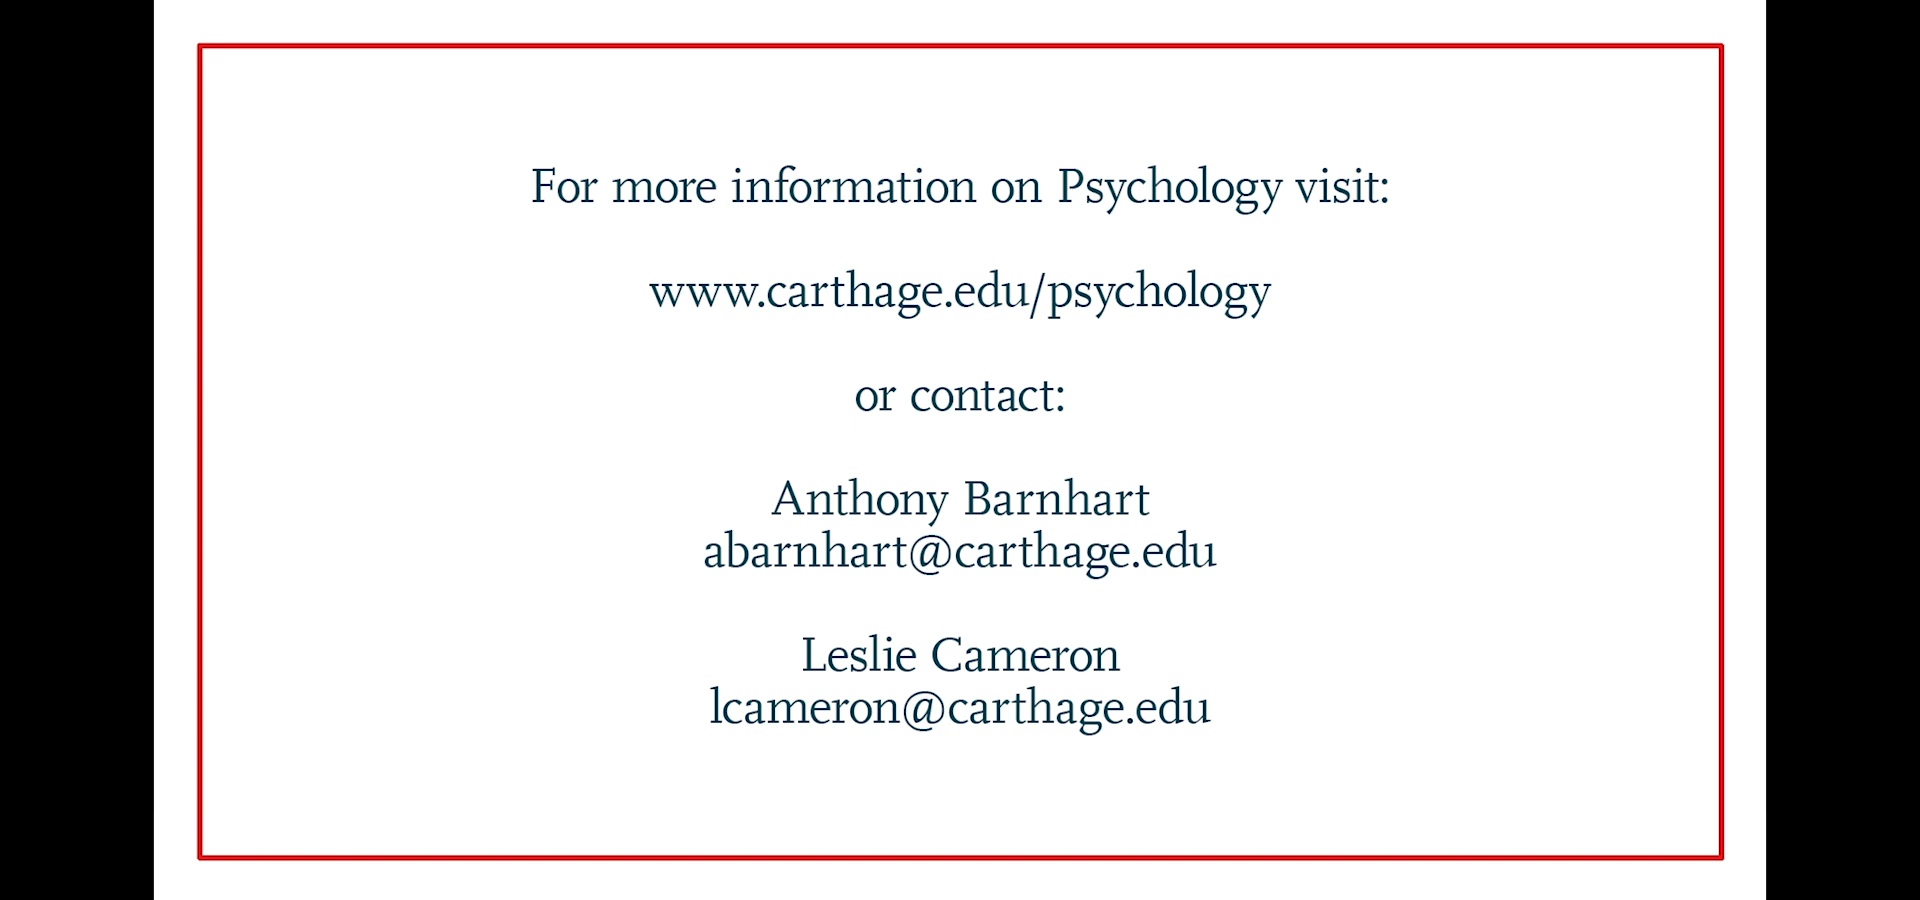 For more information on Psychology visit:
www.carthage.edu/psychology
or contact:
Anthony Barnhart
abarnhart@carthage.edu
Leslie Cameron
lcameron@carthage.edu